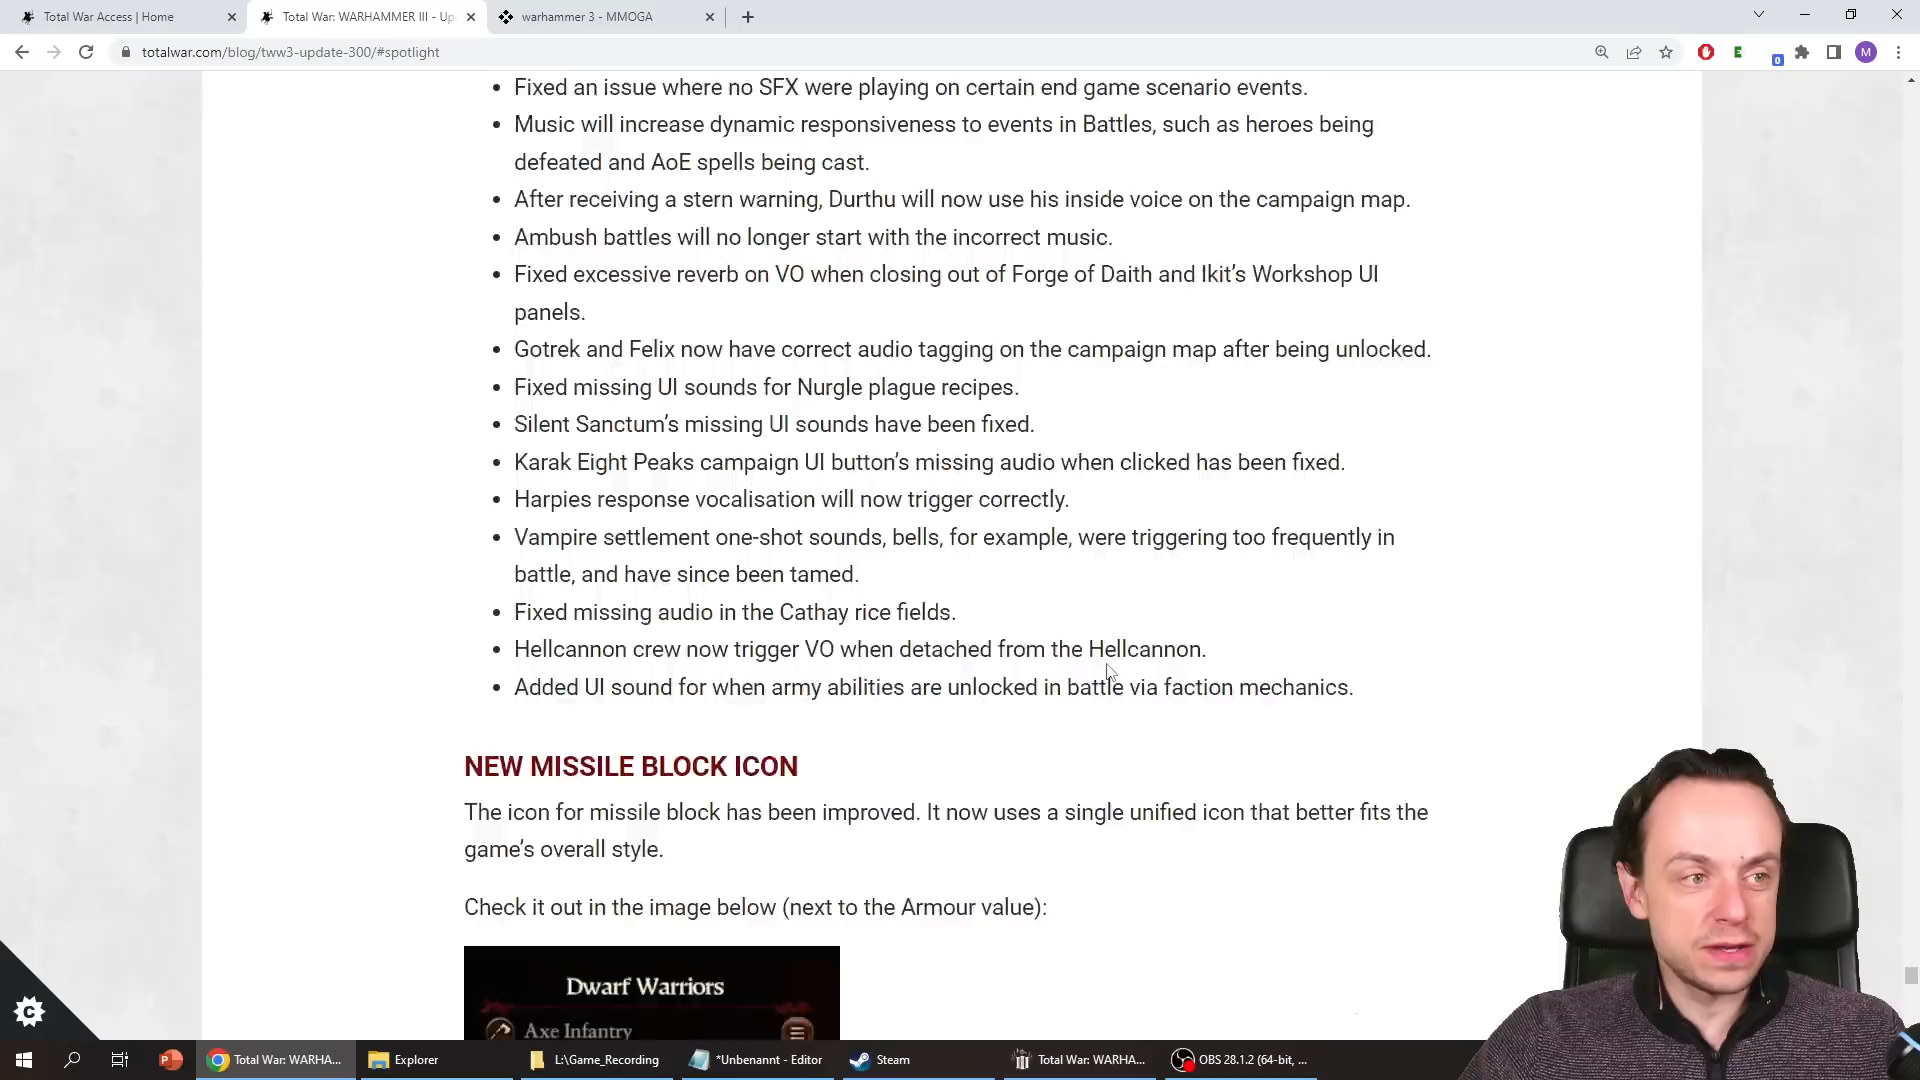 Total War Access | Home
Total War: WARHAMMER III - Up
warhammer 3 - MMOGA
totalwar.com/blog/tww3-update-300/#spotlight
E
0
M
• Fixed an issue where no SFX were playing on certain end game scenario events.
• Music will increase dynamic responsiveness to events in Battles, such as heroes being
defeated and AoE spells being cast.
• After receiving a stern warning, Durthu will now use his inside voice on the campaign map.
• Ambush battles will no longer start with the incorrect music.
• Fixed excessive reverb on VO when closing out of Forge of Daith and Ikit’s Workshop UI
panels.
• Gotrek and Felix now have correct audio tagging on the campaign map after being unlocked.
• Fixed missing UI sounds for Nurgle plague recipes.
• Silent Sanctum’s missing UI sounds have been fixed.
• Karak Eight Peaks campaign UI button’s missing audio when clicked has been fixed.
• Harpies response vocalisation will now trigger correctly.
• Vampire settlement one-shot sounds, bells, for example, were triggering too frequently in
battle, and have since been tamed.
• Fixed missing audio in the Cathay rice fields.
• Hellcannon crew now trigger VO when detached from the Hellcannon.
• Added UI sound for when army abilities are unlocked in battle via faction mechanics.
NEW MISSILE BLOCK ICON
The icon for missile block has been improved. It now uses a single unified icon that better fits the
game’s overall style.
Check it out in the image below (next to the Armour value):
Dwarf Warriors
Axe Infantry
Total War: WARHA...
Explorer
L:\Game_Recording
*Unbenannt - Editor
Steam
Total War: WARHA...
OBS 28.1.2 (64-bit, ...